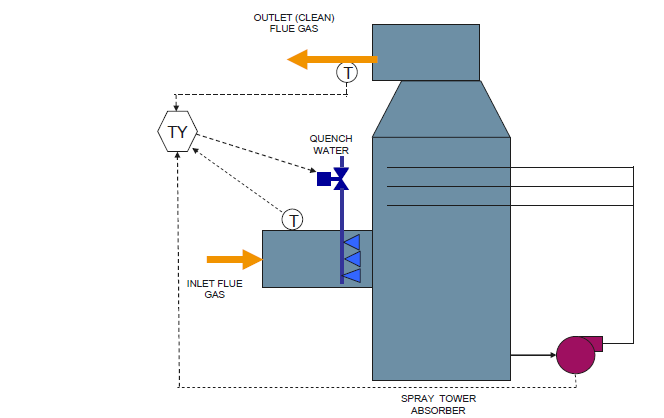 OUTLET (CLEAN)
FLUE GAS
T
TY
QUENCH
WATER
T
INLET FLUE
GAS
SPRAY TOWER
ABSORBER